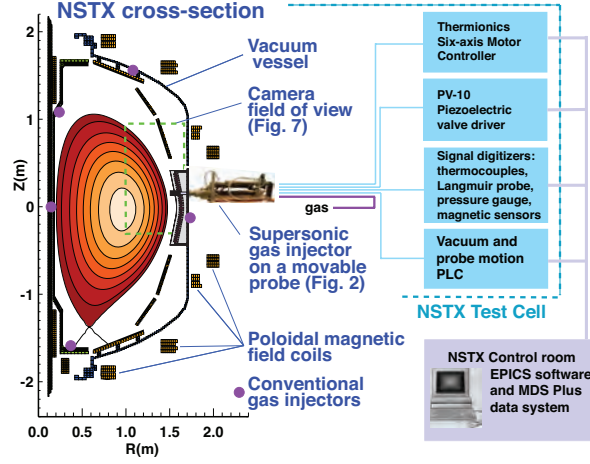 NSTX cross-section
Vacuum
vessel
Camera
field of view
(Fig. 7)
Supersonic
gas injector
on a movable
probe (Fig. 2)
Poloidal magnetic
field coils
Conventional
gas injectors
gas
Z(m)
2
1
0
-1
-2
0.0
0.5
1.0
1.5
2.0
R(m)
Thermionics
Six-axis Motor
Controller
PV-10
Piezoelectric
valve driver
Signal digitizers:
thermocouples,
Langmuir probe,
pressure gauge,
magnetic sensors
Vacuum and
probe motion
PLC
NSTX Test Cell
NSTX Control room
EPICS software
and MDS Plus
data system